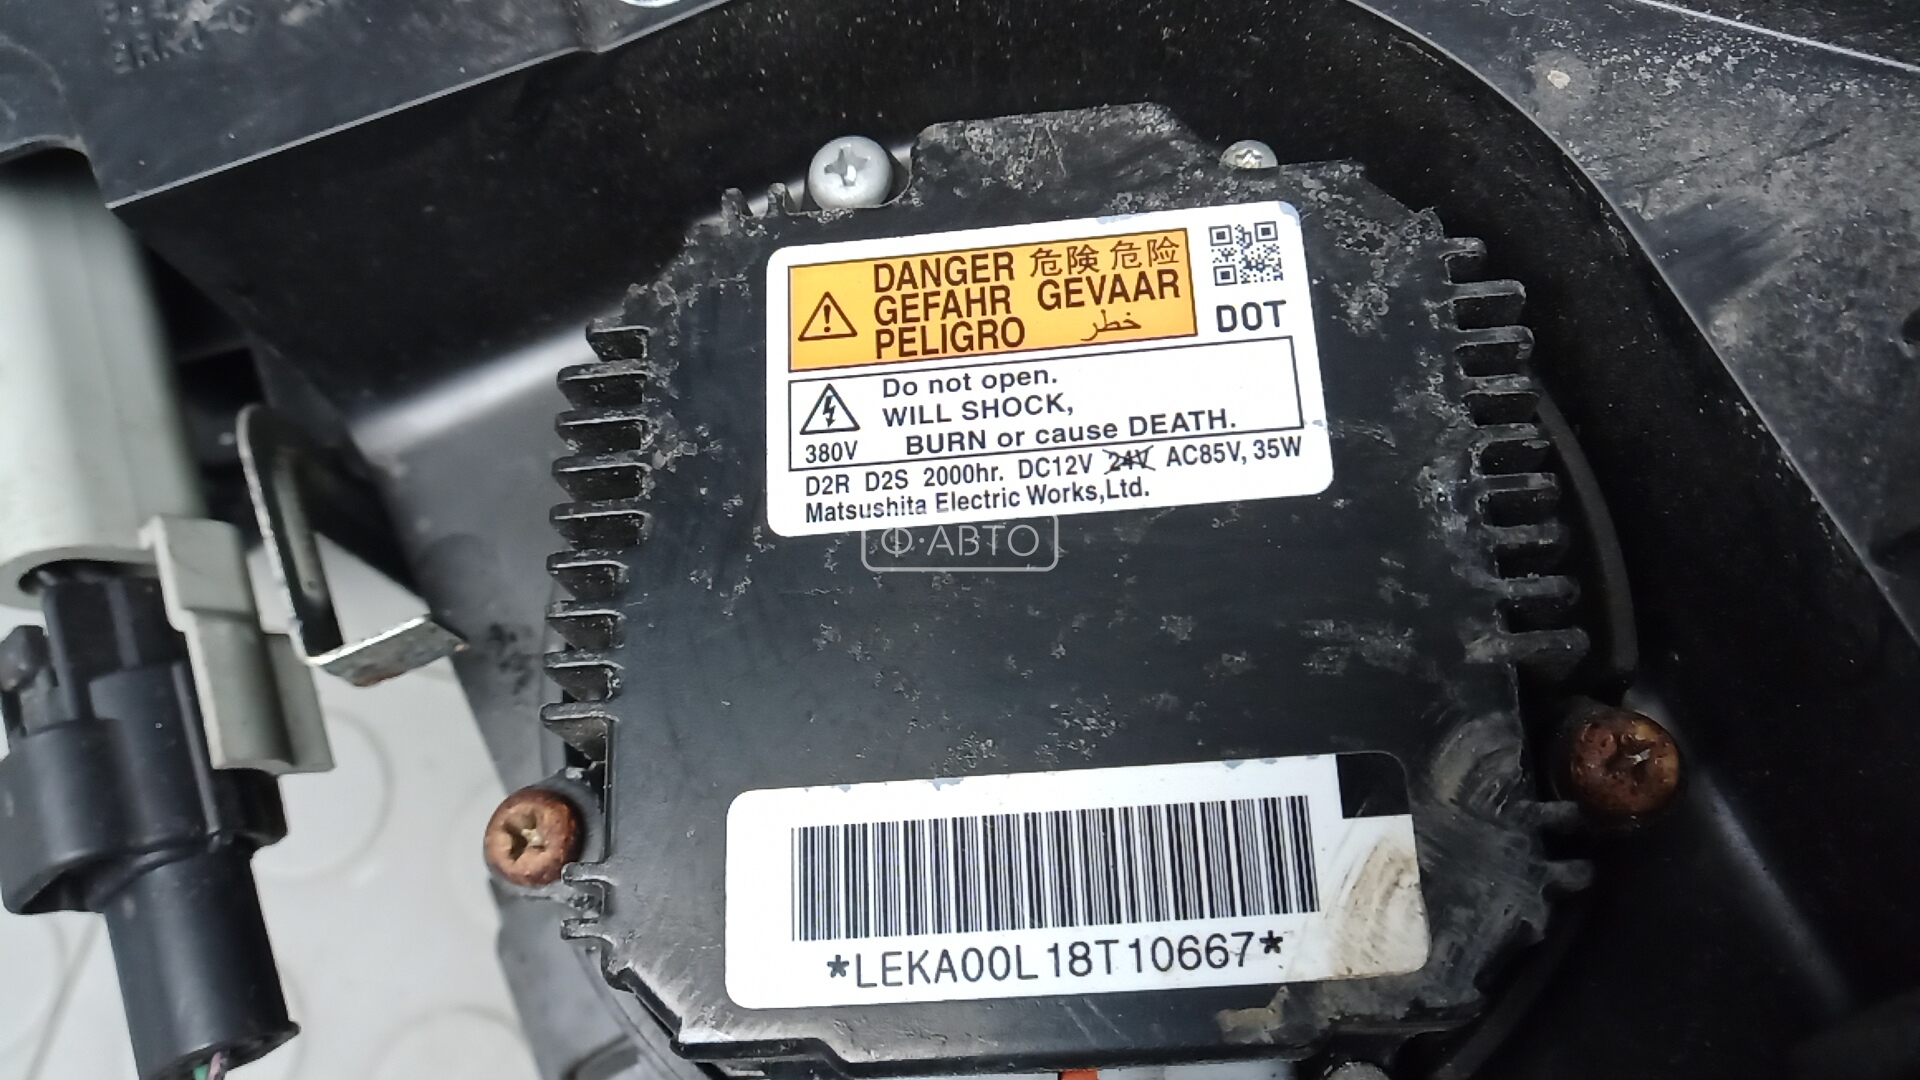 DANGER 危険 危险
GEFAHR GEVAAR
PELIGRO خطر
DOT
Do not open.
WILL SHOCK,
380V BURN or cause DEATH.
D2R D2S 2000hr. DC12V 24V AC85V, 35W
Matsushita Electric Works,Ltd.
Ф·АВТО
*LEKA00L18T10667*